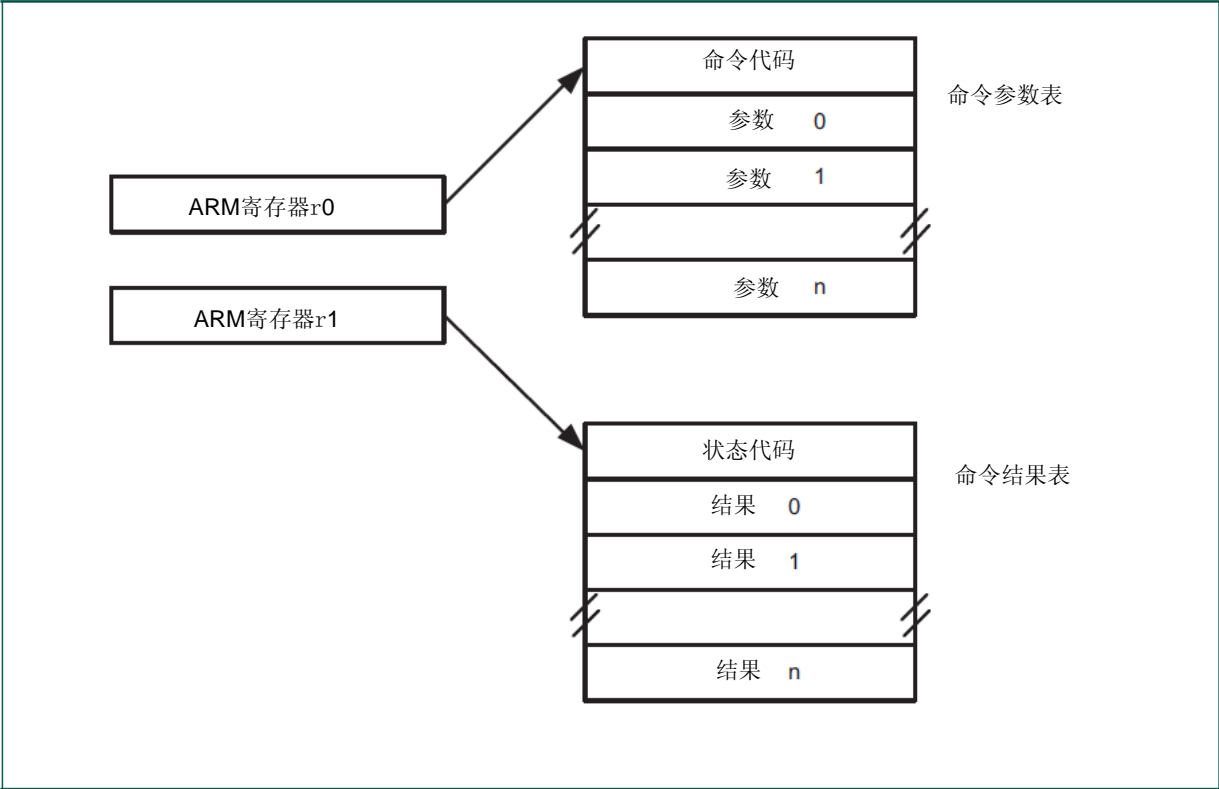 命令代码
命令参数表
参数 0
参数 1
ARM寄存器r0
参数 n
ARM寄存器r1
状态代码
命令结果表
结果 0
结果 1
结果 n